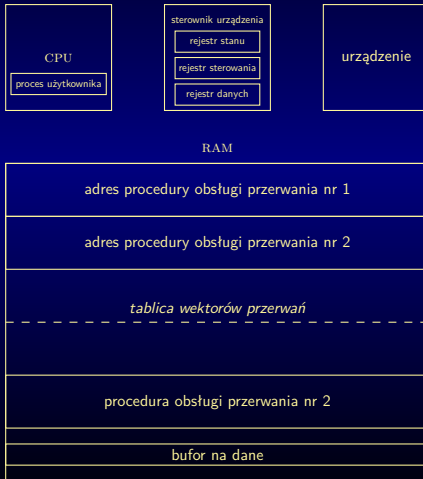 CPU
proces użytkownika
sterownik urządzenia
rejestr stanu
rejestr sterowania
rejestr danych
urządzenie
RAM
adres procedury obsługi przerwania nr 1
adres procedury obsługi przerwania nr 2
tablica wektorów przerwań
procedura obsługi przerwania nr 2
bufor na dane